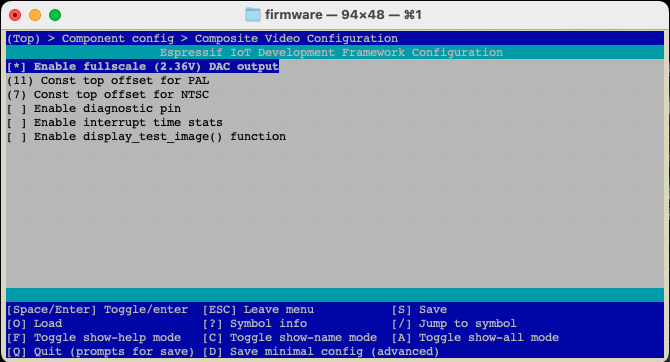 firmware — 94×48 — ⌘1
(Top) > Component config > Composite Video Configuration
Espressif IoT Development Framework Configuration
[*] Enable fullscale (2.36V) DAC output
(11) Const top offset for PAL
(7) Const top offset for NTSC
[ ] Enable diagnostic pin
[ ] Enable interrupt time stats
[ ] Enable display_test_image() function
[Space/Enter] Toggle/enter [ESC] Leave menu [S] Save
[O] Load [?] Symbol info [/] Jump to symbol
[F] Toggle show-help mode [C] Toggle show-name mode [A] Toggle show-all mode
[Q] Quit (prompts for save) [D] Save minimal config (advanced)